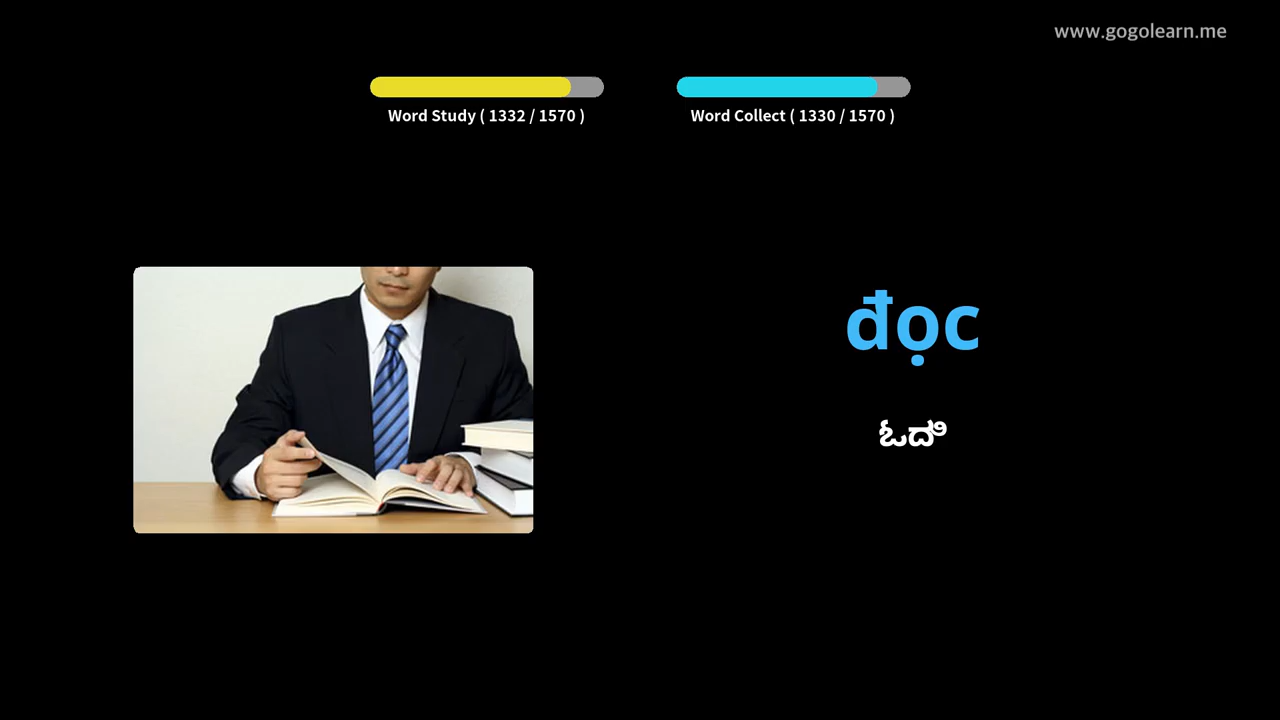 www.gogolearn.me
Word Study ( 1332 / 1570 )
Word Collect ( 1330 / 1570 )
đọc
ಓದಿ